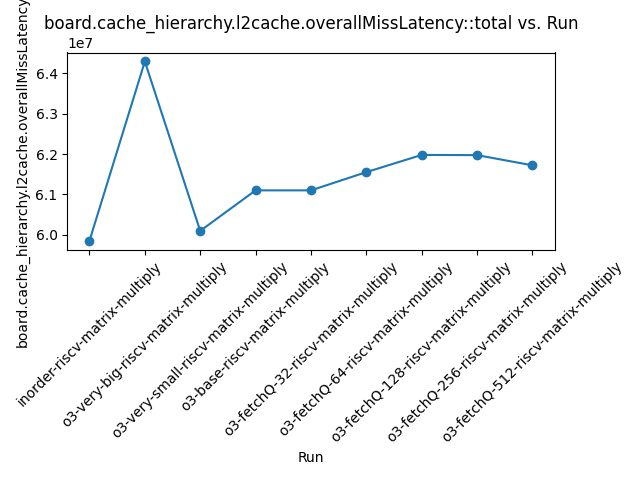 board.cache_hierarchy.l2cache.overallMissLatency::total vs. Run
1e7
6.4
6.3
6.2
6.1
6.0
board.cache_hierarchy.l2cache.overallMissLatency
inorder-riscv-matrix-multiply
o3-very-big-riscv-matrix-multiply
o3-very-small-riscv-matrix-multiply
o3-base-riscv-matrix-multiply
o3-fetchQ-32-riscv-matrix-multiply
o3-fetchQ-64-riscv-matrix-multiply
o3-fetchQ-128-riscv-matrix-multiply
o3-fetchQ-256-riscv-matrix-multiply
o3-fetchQ-512-riscv-matrix-multiply
Run